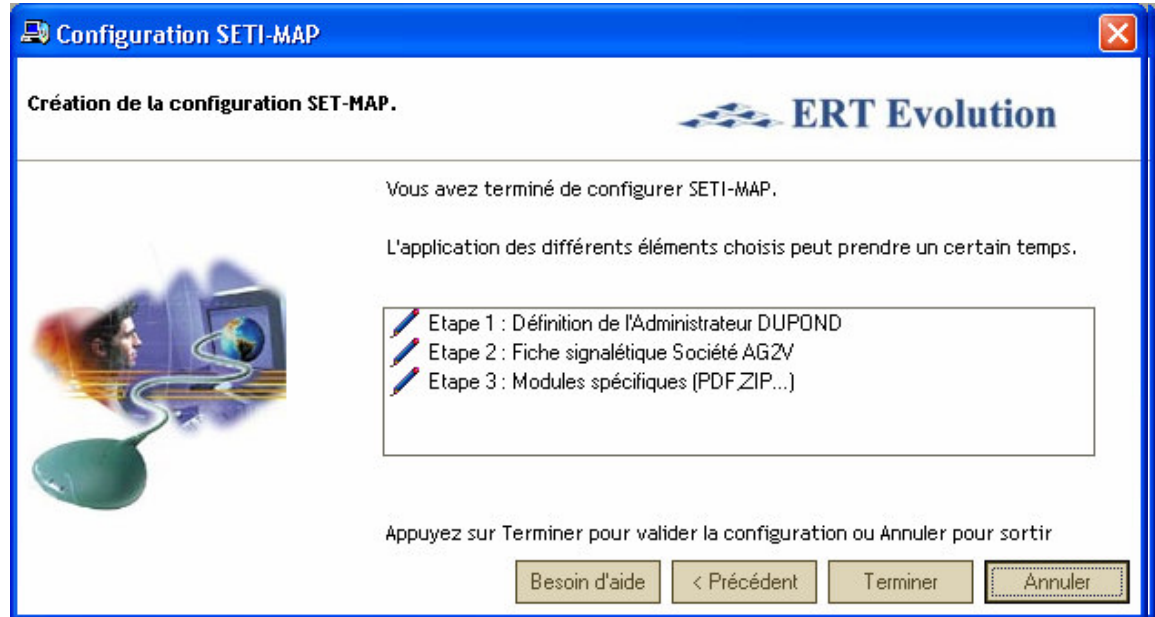 Configuration SETI-MAP
Création de la configuration SET-MAP.
ERT Evolution
Vous avez terminé de configurer SETI-MAP.
L'application des différents éléments choisis peut prendre un certain temps.
Etape 1 : Définition de l'Administrateur DUPOND
Etape 2 : Fiche signalétique Société AG2V
Etape 3 : Modules spécifiques (PDF,ZIP...)
Appuyez sur Terminer pour valider la configuration ou Annuler pour sortir
Besoin d'aide < Précédent Terminer Annuler